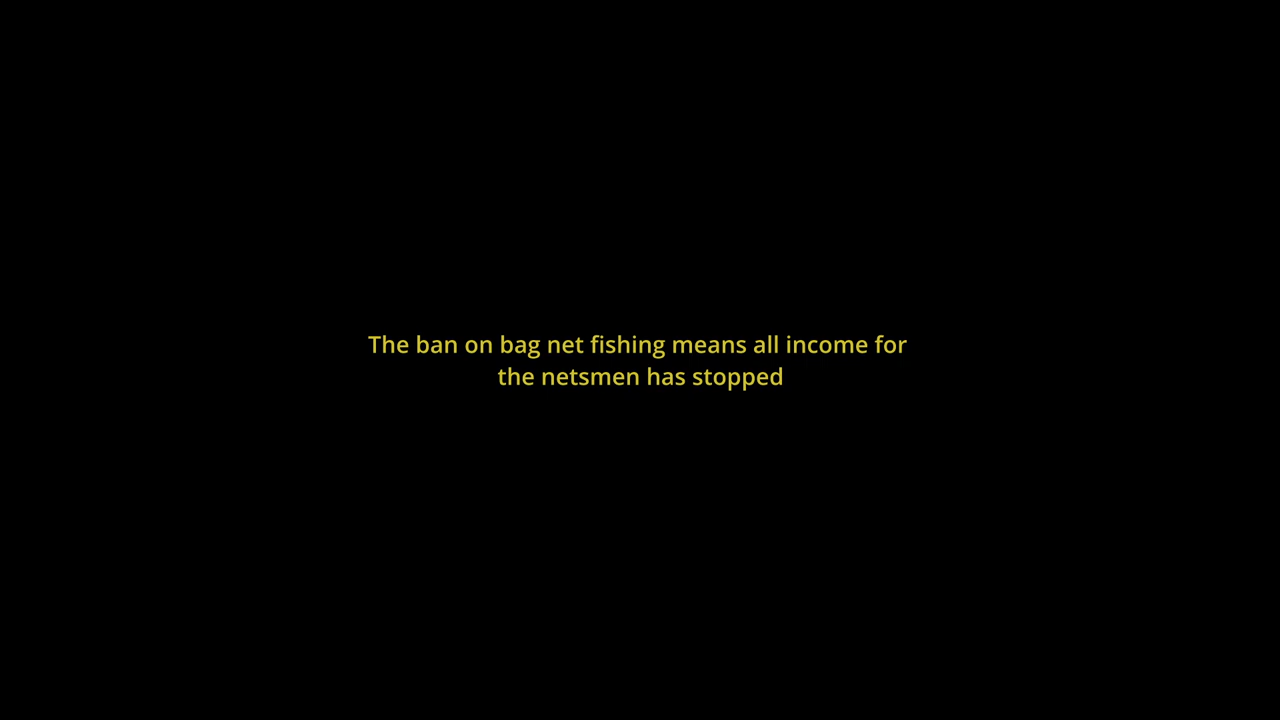 The ban on bag net fishing means all income for
the netsmen has stopped